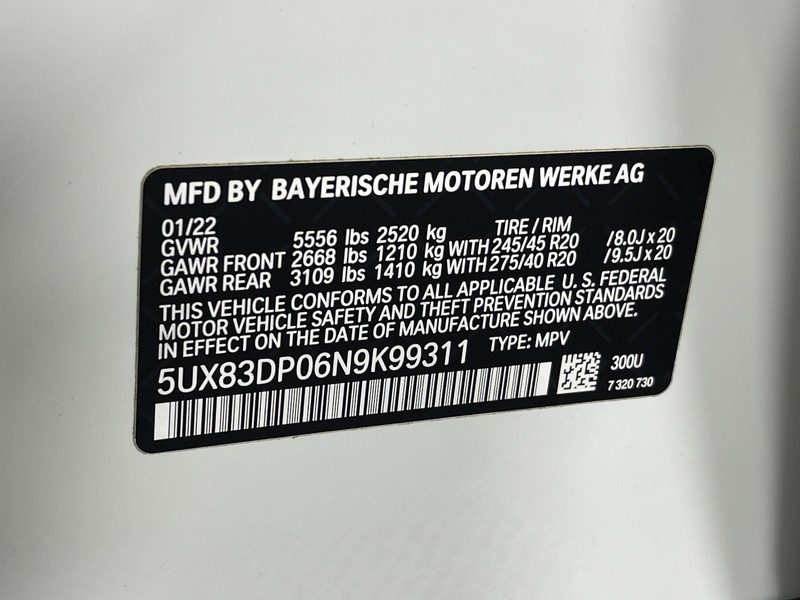 MFD BY BAYERISCHE MOTOREN WERKE AG
01/22 TIRE / RIM
GVWR 5556 lbs 2520 kg
GAWR FRONT 2668 lbs 1210 kg WITH 245/45 R20 /8.0J x 20
GAWR REAR 3109 lbs 1410 kg WITH 275/40 R20 /9.5J x 20
THIS VEHICLE CONFORMS TO ALL APPLICABLE U. S. FEDERAL
MOTOR VEHICLE SAFETY AND THEFT PREVENTION STANDARDS
IN EFFECT ON THE DATE OF MANUFACTURE SHOWN ABOVE.
5UX83DP06N9K99311 TYPE: MPV
300U
7 320 730